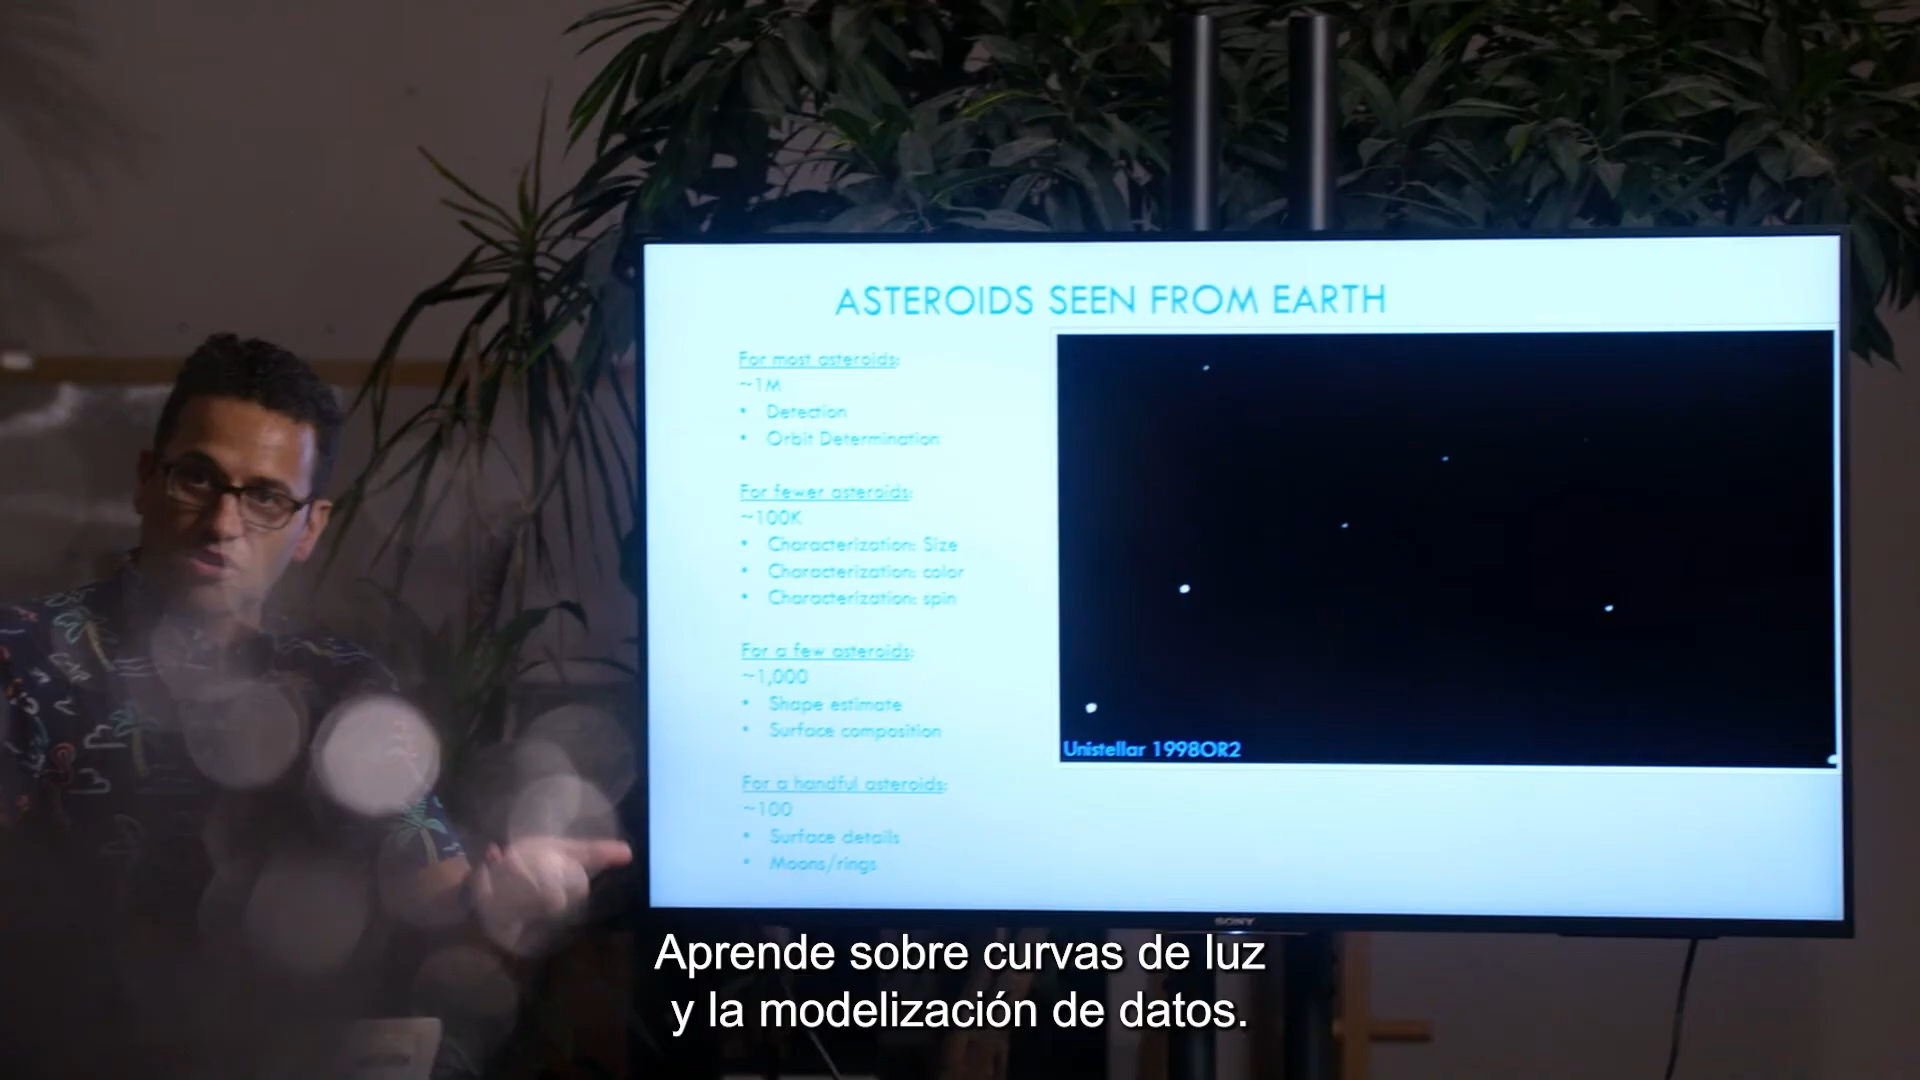 ASTEROIDS SEEN FROM EARTH
For most asteroids:
~1M
• Detection
• Orbit Determination
For fewer asteroids:
~100K
• Characterization: Size
• Characterization: color
• Characterization: spin
For a few asteroids:
~1,000
• Shape estimate
• Surface composition
For a handful asteroids:
~100
• Surface details
• Moons/rings
Unistellar 1998OR2
SONY
Aprende sobre curvas de luz
y la modelización de datos.